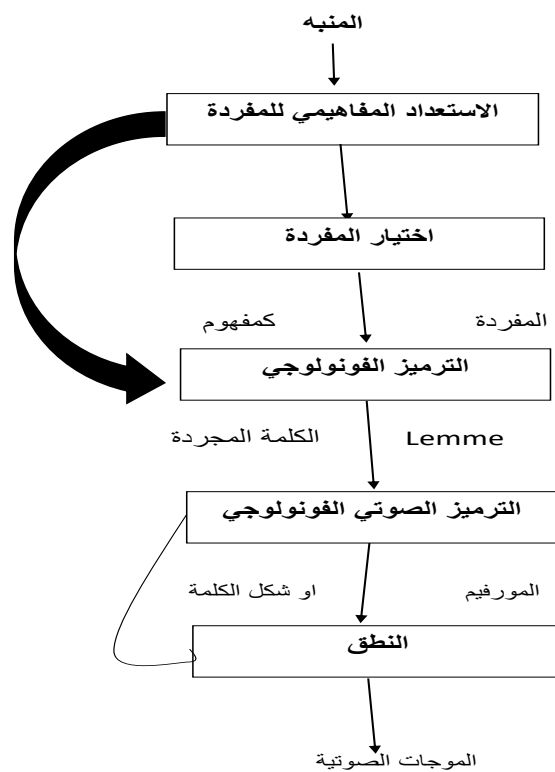 المنبه
الاستعداد المفاهيمي للمفردة
اختيار المفردة
المفردة كمفهوم
الترميز الفونولوجي
Lemme الكلمة المجردة
الترميز الصوتي الفونولوجي
المورفيم او شكل الكلمة
النطق
الموجات الصوتية